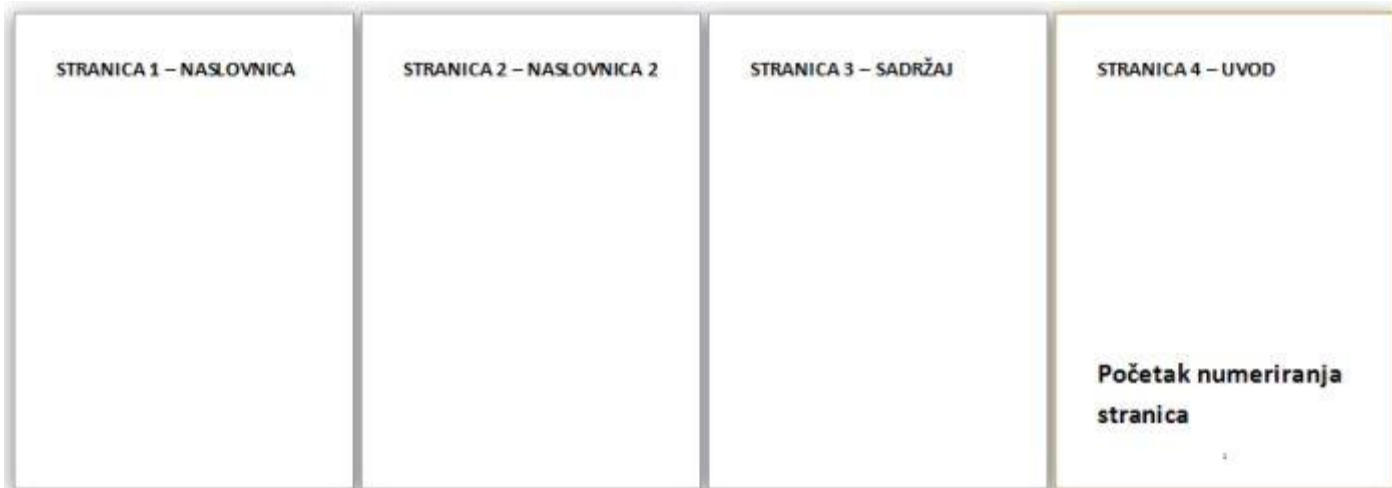 STRANICA 1 – NASLOVNICA
STRANICA 2 – NASLOVNICA 2
STRANICA 3 – SADRŽAJ
STRANICA 4 – UVOD
Početak numeriranja
stranica